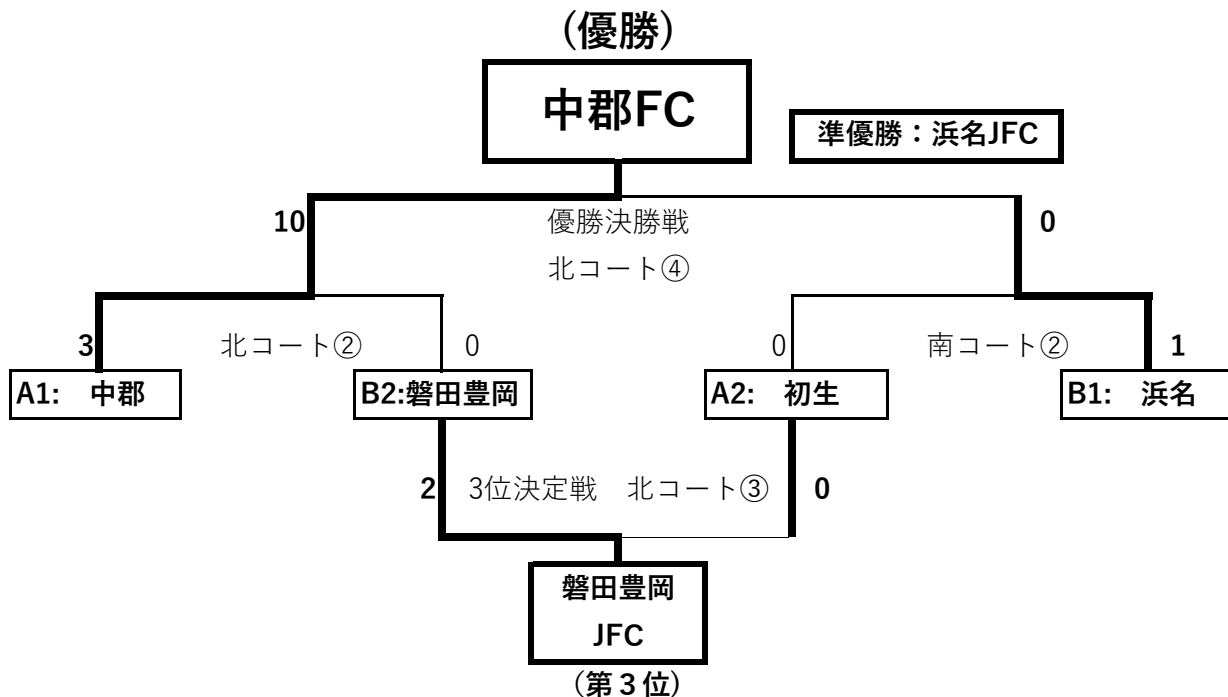 (優勝)
中郡FC
準優勝：浜名JFC
10 優勝決勝戦 0
北コート④
3 北コート② 0 0 南コート② 1
A1: 中郡 B2:磐田豊岡 A2: 初生 B1: 浜名
2 3位決定戦 北コート③ 0
磐田豊岡
JFC
(第３位)